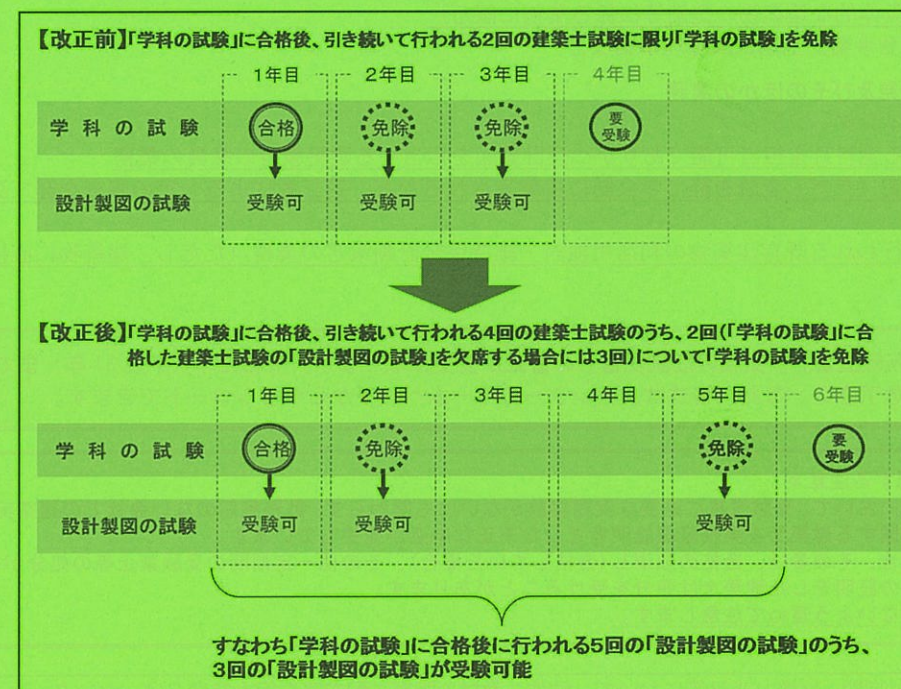 【改正前】「学科の試験」に合格後、引き続いて行われる2回の建築士試験に限り「学科の試験」を免除
1年目 2年目 3年目 4年目
学科の試験 合格 免除 免除 要受験
設計製図の試験 受験可 受験可 受験可
【改正後】「学科の試験」に合格後、引き続いて行われる4回の建築士試験のうち、2回(「学科の試験」に合
格した建築士試験の「設計製図の試験」を欠席する場合には3回)について「学科の試験」を免除
1年目 2年目 3年目 4年目 5年目 6年目
学科の試験 合格 免除 免除 要受験
設計製図の試験 受験可 受験可 受験可
すなわち「学科の試験」に合格後に行われる5回の「設計製図の試験」のうち、
3回の「設計製図の試験」が受験可能